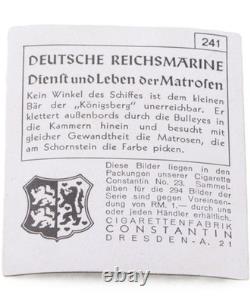 241
DEUTSCHE REICHSMARINE
Dienst und Leben der Matrosen
Kein Winkel des Schiffes ist dem kleinen
Bär der „Königsberg" unerreichbar. Er
klettert außenbords durch die Bulleyes in
die Kammern hinein und besucht mit
gleicher Gewandtheit die Matrosen, die
am Schornstein die Farbe picken.
Diese Bilder liegen in den
Packungen unserer Cigarette
Constantin No. 23. Sammel-
alben für die 294 Bilder der
Serie sind gegen Voreinsen-
dung von RM. 1.— durch uns
oder jeden Händler erhältlich.
CIGARETTENFABRIK
CONSTANTIN
DRESDEN-A. 21
ebay